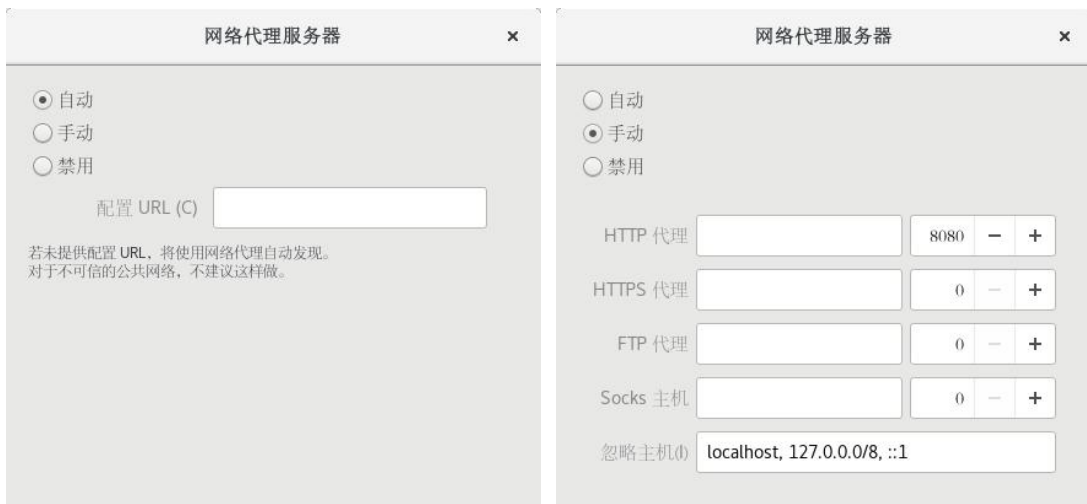 网络代理服务器 ×
自动
手动
禁用
配置 URL (C)
若未提供配置 URL，将使用网络代理自动发现。
对于不可信的公共网络，不建议这样做。
网络代理服务器 ×
自动
手动
禁用
HTTP 代理 8080 − +
HTTPS 代理 0 − +
FTP 代理 0 − +
Socks 主机 0 − +
忽略主机(I) localhost, 127.0.0.0/8, ::1